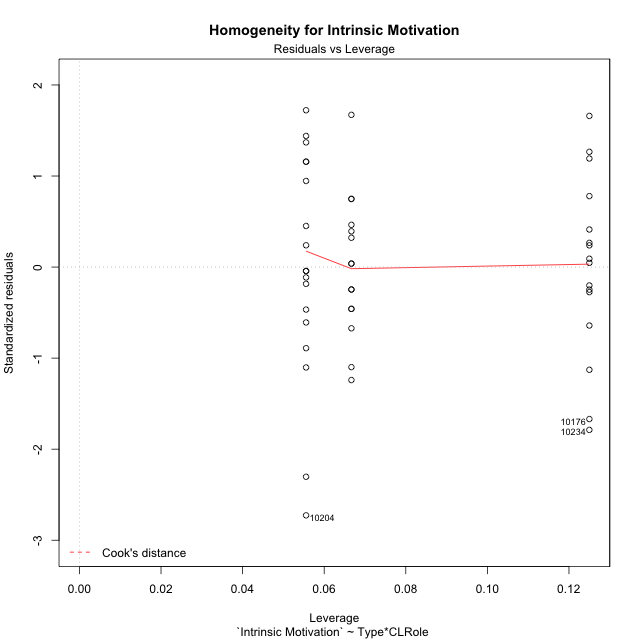 Homogeneity for Intrinsic Motivation
Residuals vs Leverage
2
1
0
-1
-2
-3
Standardized residuals
10176
10234
10204
Cook's distance
0.00 0.02 0.04 0.06 0.08 0.10 0.12
Leverage
`Intrinsic Motivation` ~ Type*CLRole